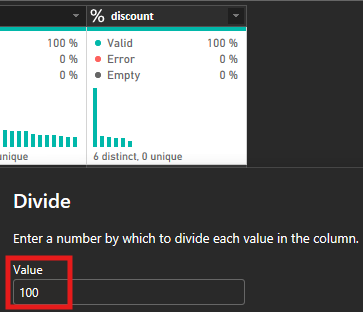 % discount
100 %
0 %
0 %
Valid 100 %
Error 0 %
Empty 0 %
unique
6 distinct, 0 unique
Divide
Enter a number by which to divide each value in the column.
Value
100